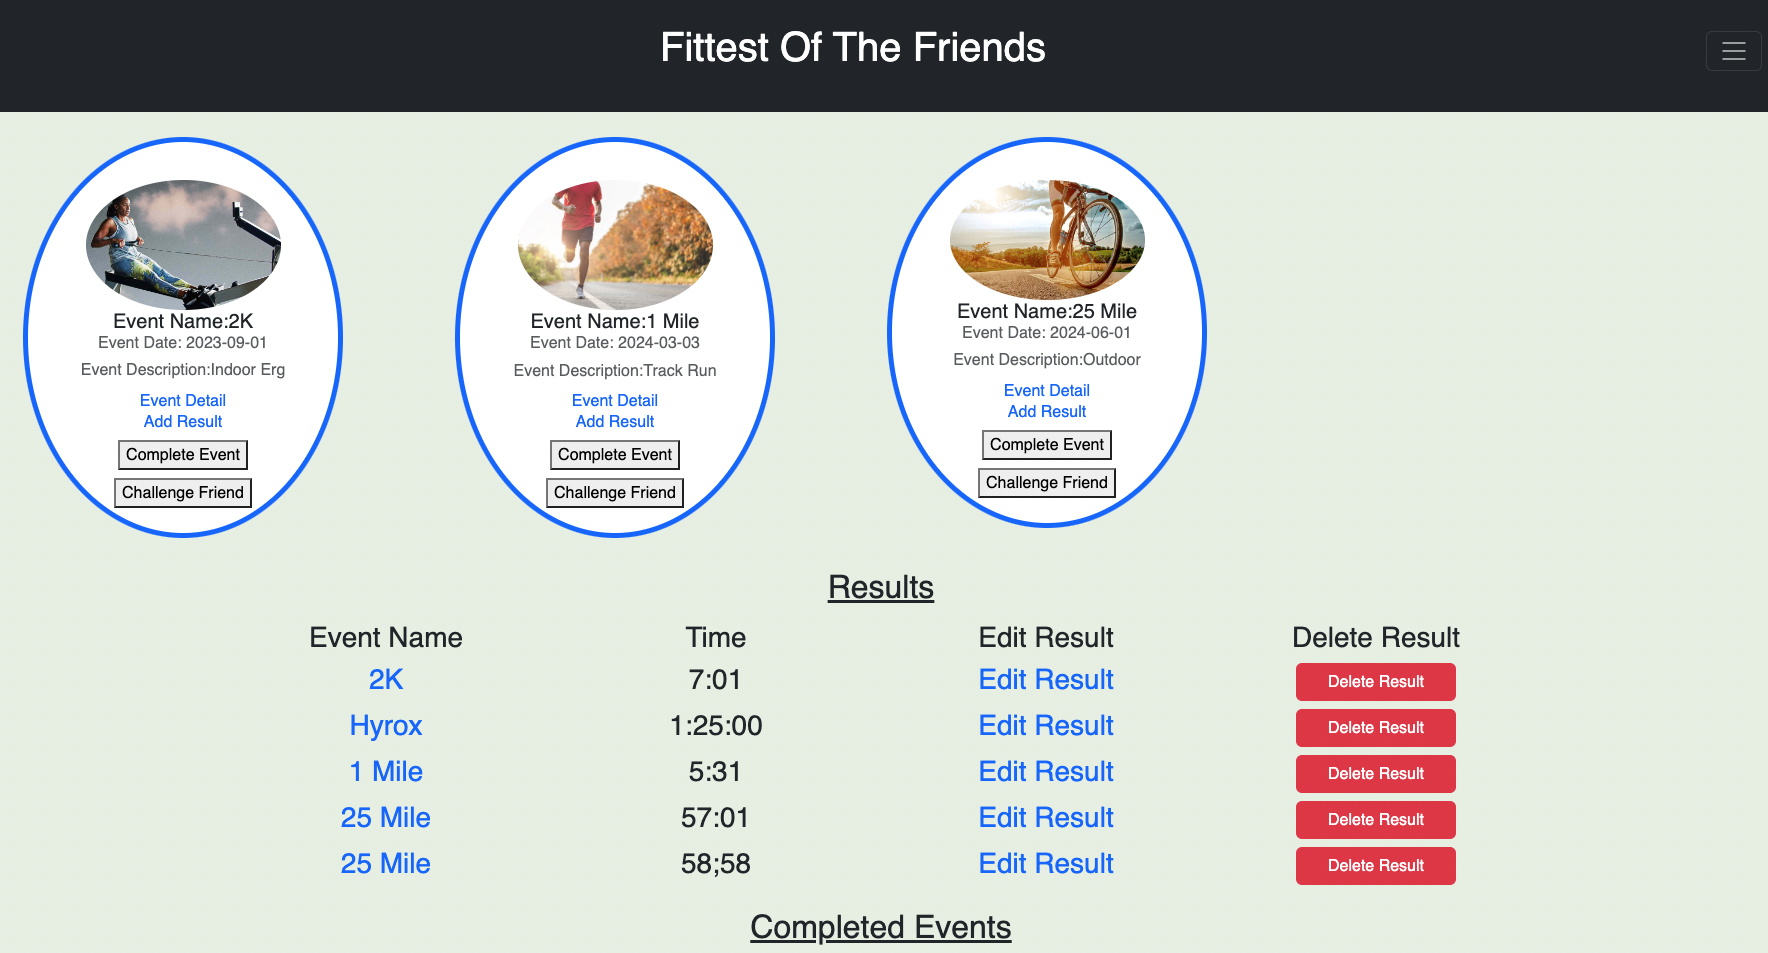 Fittest Of The Friends
Event Name:2K
Event Date: 2023-09-01
Event Description:Indoor Erg
Event Detail
Add Result
Complete Event
Challenge Friend
Event Name:1 Mile
Event Date: 2024-03-03
Event Description:Track Run
Event Detail
Add Result
Complete Event
Challenge Friend
Event Name:25 Mile
Event Date: 2024-06-01
Event Description:Outdoor
Event Detail
Add Result
Complete Event
Challenge Friend
Results
Event Name Time Edit Result Delete Result
2K 7:01 Edit Result Delete Result
Hyrox 1:25:00 Edit Result Delete Result
1 Mile 5:31 Edit Result Delete Result
25 Mile 57:01 Edit Result Delete Result
25 Mile 58;58 Edit Result Delete Result
Completed Events